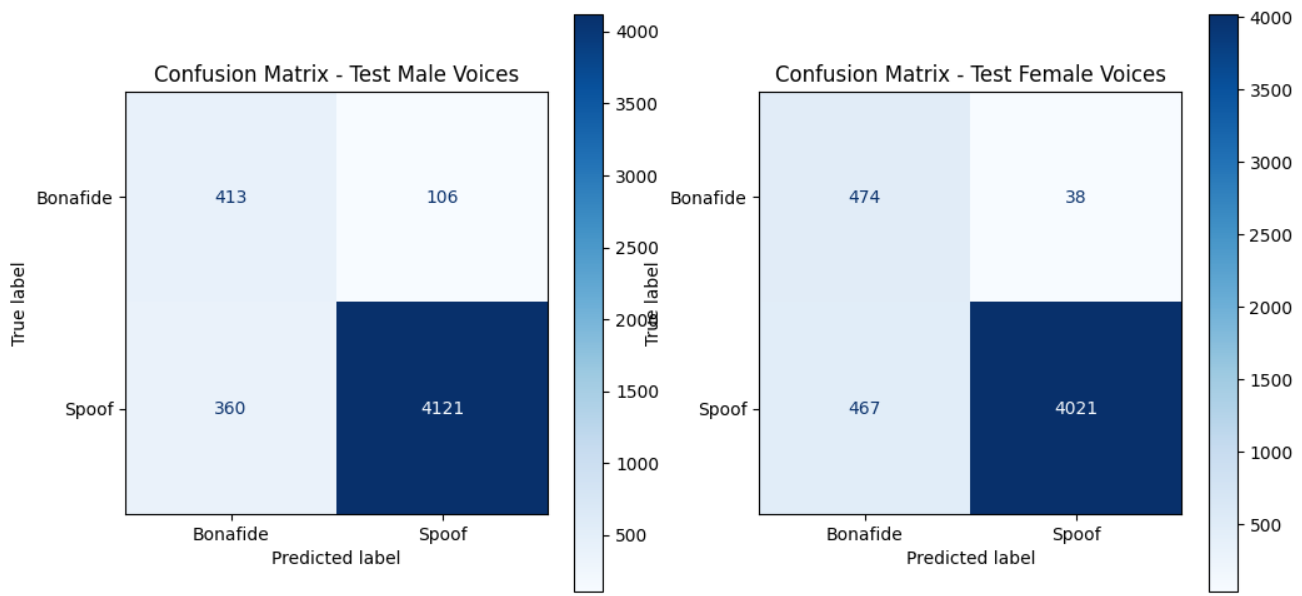 Confusion Matrix - Test Male Voices
True label
Bonafide
413
106
Spoof
360
4121
Bonafide
Spoof
Predicted label
4000
3500
3000
2500
2000
1500
1000
500
Confusion Matrix - Test Female Voices
True label
Bonafide
474
38
Spoof
467
4021
Bonafide
Spoof
Predicted label
4000
3500
3000
2500
2000
1500
1000
500